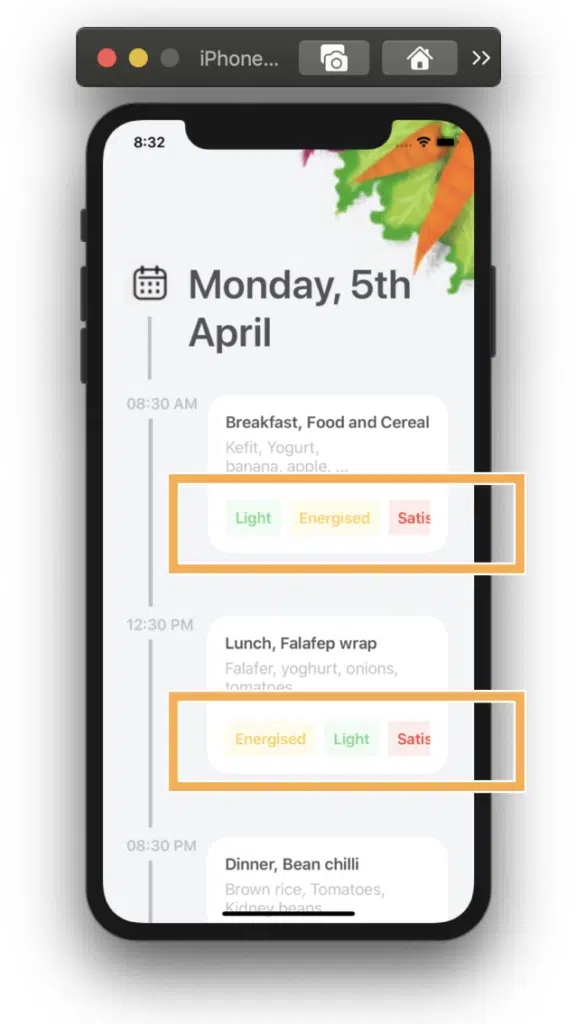 iPhone...
8:32
Monday, 5th
April
08:30 AM
Breakfast, Food and Cereal
Kefit, Yogurt,
banana, apple, ...
Light Energised Satis
12:30 PM
Lunch, Falafep wrap
Falafer, yoghurt, onions,
tomatoes
Energised Light Satis
08:30 PM
Dinner, Bean chilli
Brown rice, Tomatoes,
Kidney beans